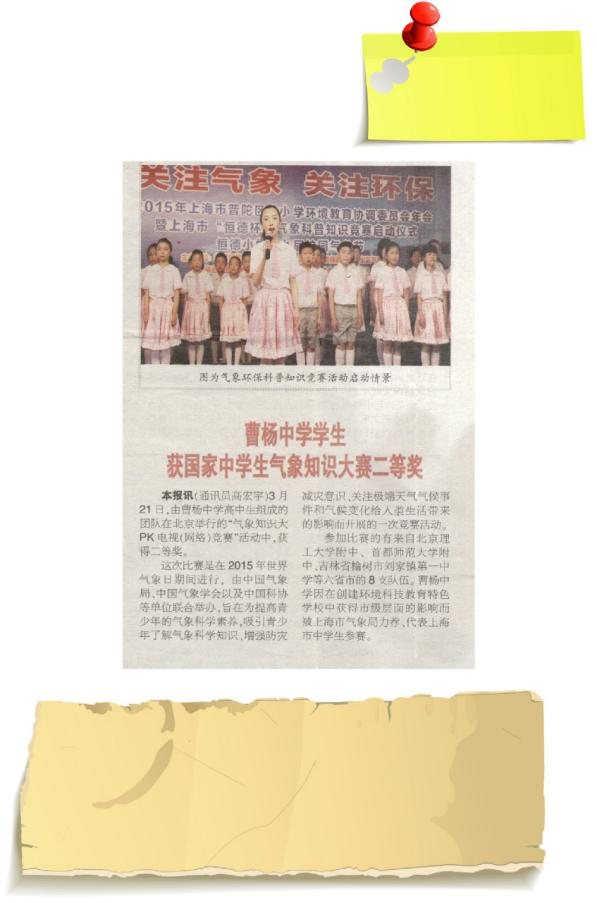 关注气象 关注环保
2015年上海市普陀区 小学环境教育协调委员会年会
暨上海市"恒德杯 气象科普知识竞赛启动仪式
恒德小
图为气象环保科普知识竞赛活动启动情景
曹杨中学学生
获国家中学生气象知识大赛二等奖
本报讯(通讯员高宏宇)3月
21日,由曹杨中学高中生组成的
团队在北京举行的“气象知识大
PK电视(网络)竞赛”活动中,获
得二等奖。
这次比赛是在2015年世界
气象日期间进行,由中国气象
局、中国气象学会以及中国科协
等单位联合举办,旨在为提高青
少年的气象科学素养,吸引青少
年了解气象科学知识、增强防灾
减灾意识、关注极端天气气候事
件和气候变化给人类生活带来
的影响而开展的一次竞赛活动。
参加比赛的有来自北京理
工大学附中、首都师范大学附
中、吉林省榆树市刘家镇第一中
学等六省市的8支队伍。曹杨中
学因在创建环境科技教育特色
学校中获得市级层面的影响而
被上海市气象局力荐,代表上海
市中学生参赛。